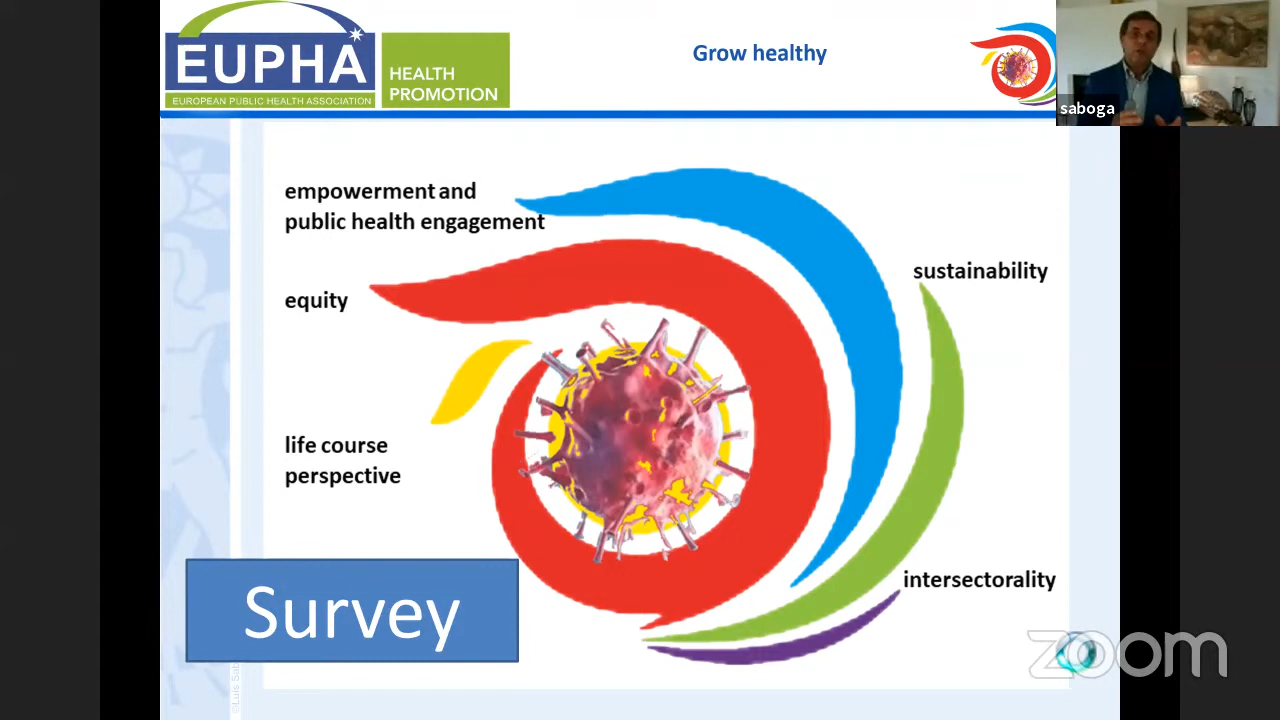 EUPHA
EUROPEAN PUBLIC HEALTH ASSOCIATION
HEALTH
PROMOTION
Grow healthy
saboga
empowerment and
public health engagement
equity
sustainability
life course
perspective
intersectorality
Survey
zoom